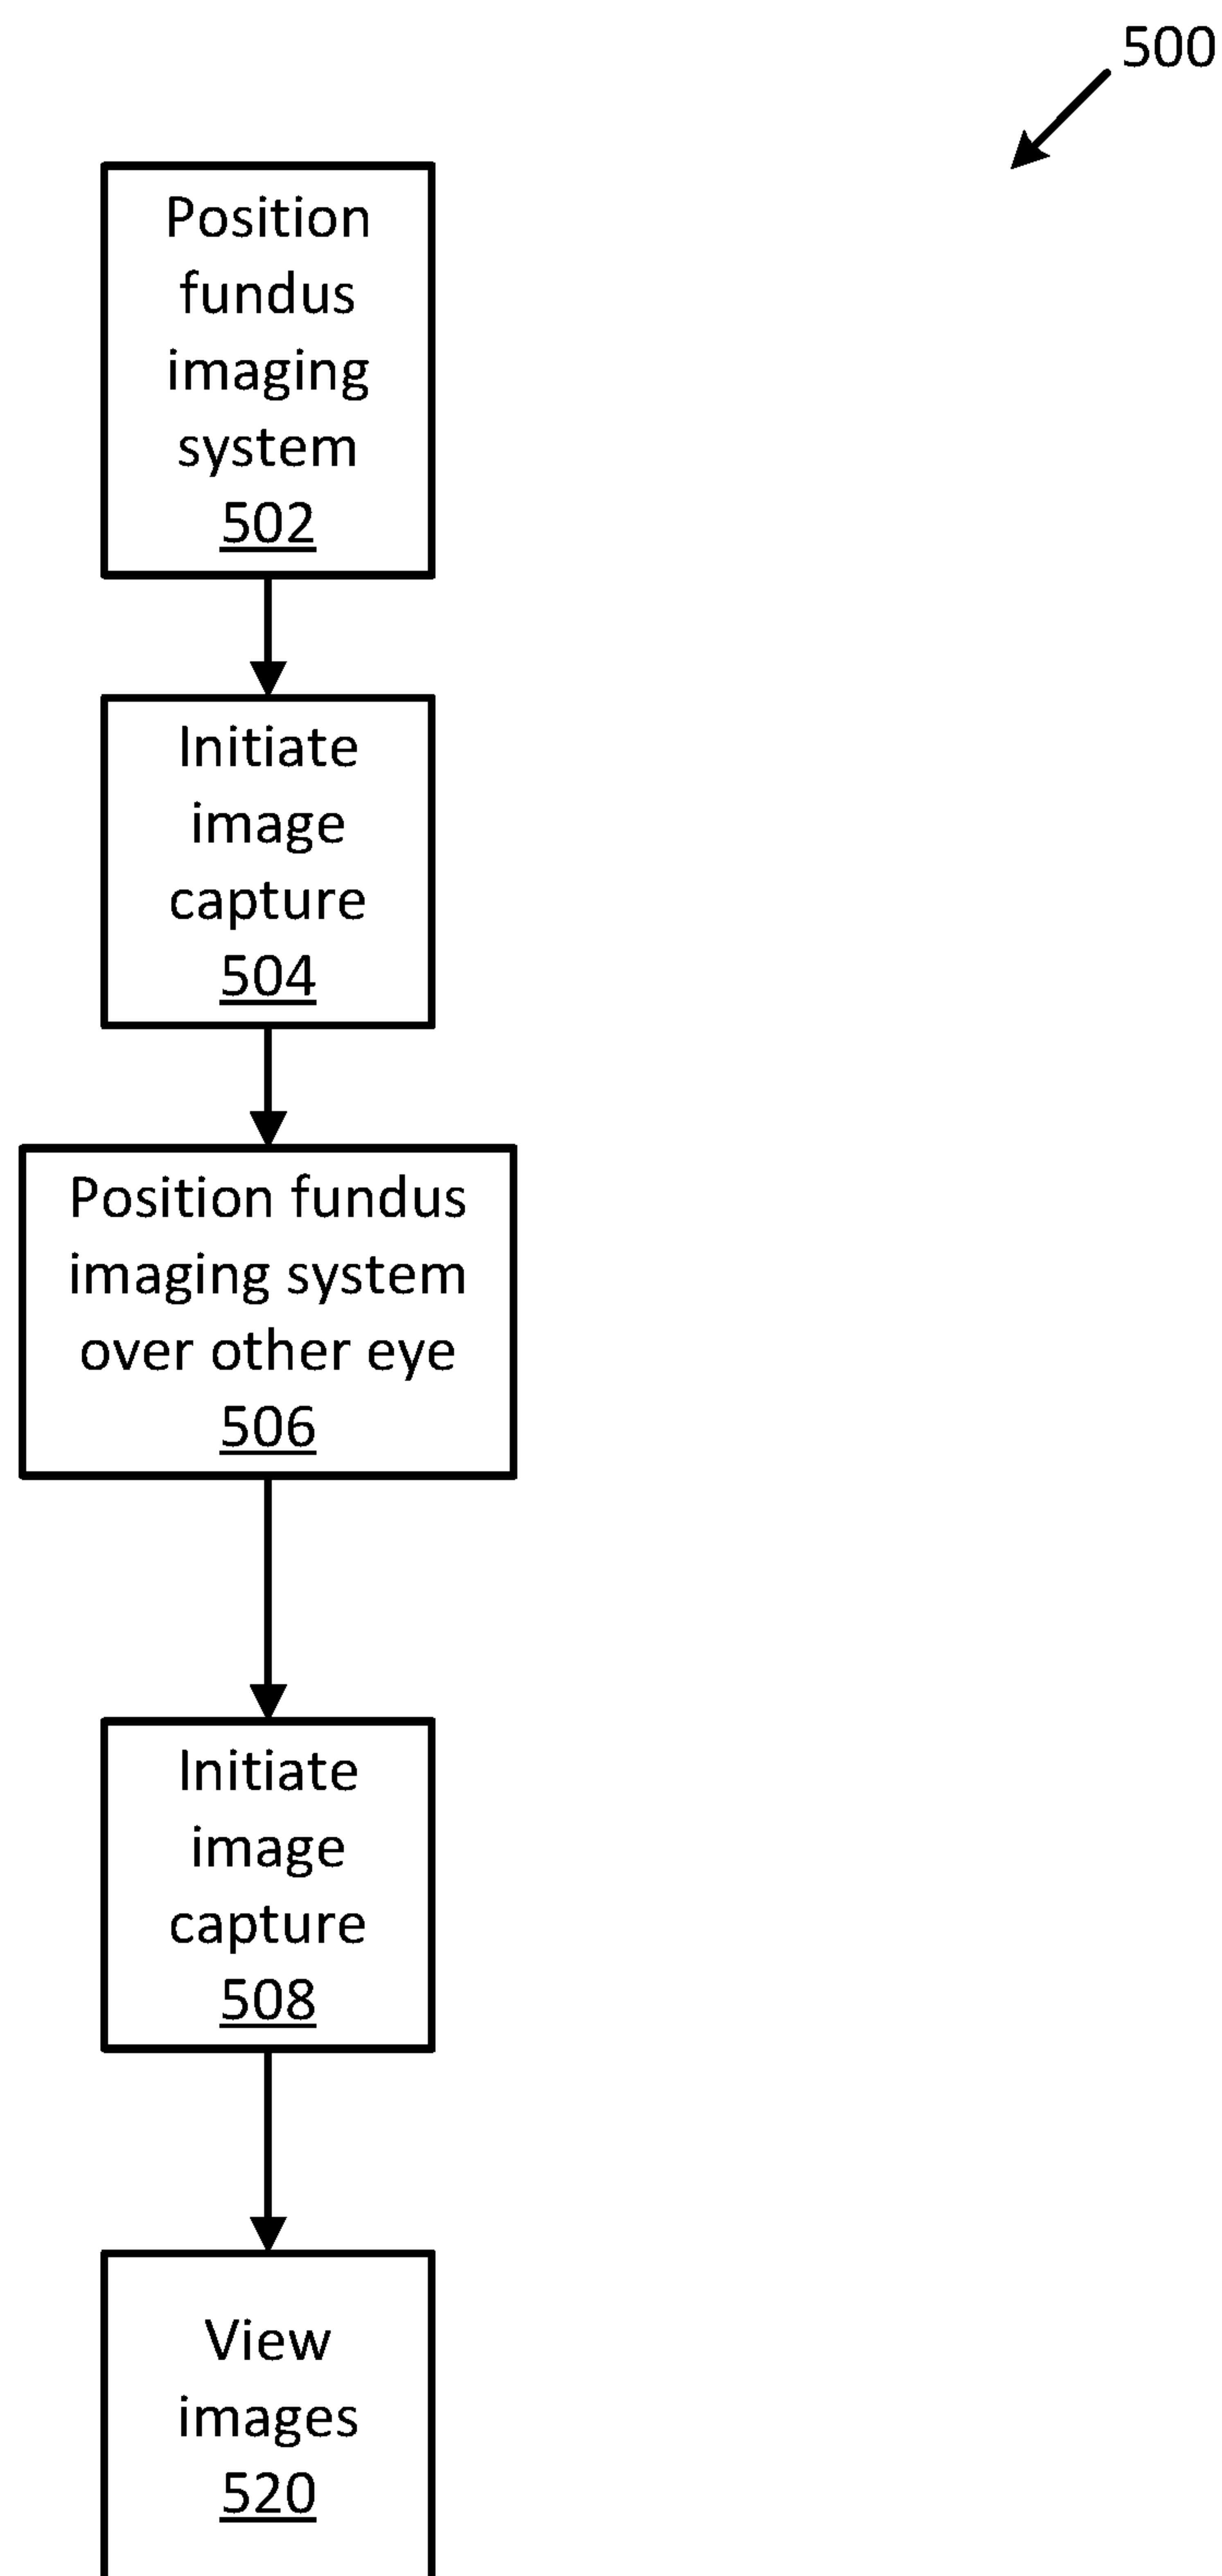 500
Position
fundus
imaging
system
502
Initiate
image
capture
504
Position fundus
imaging system
over other eye
506
Initiate
image
capture
508
View
images
520